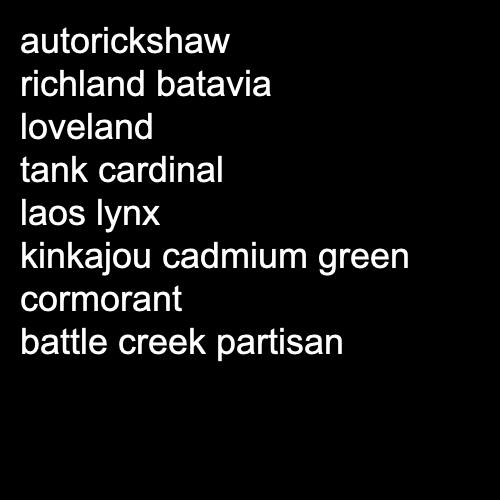 autorickshaw
richland batavia
loveland
tank cardinal
laos lynx
kinkajou cadmium green
cormorant
battle creek partisan